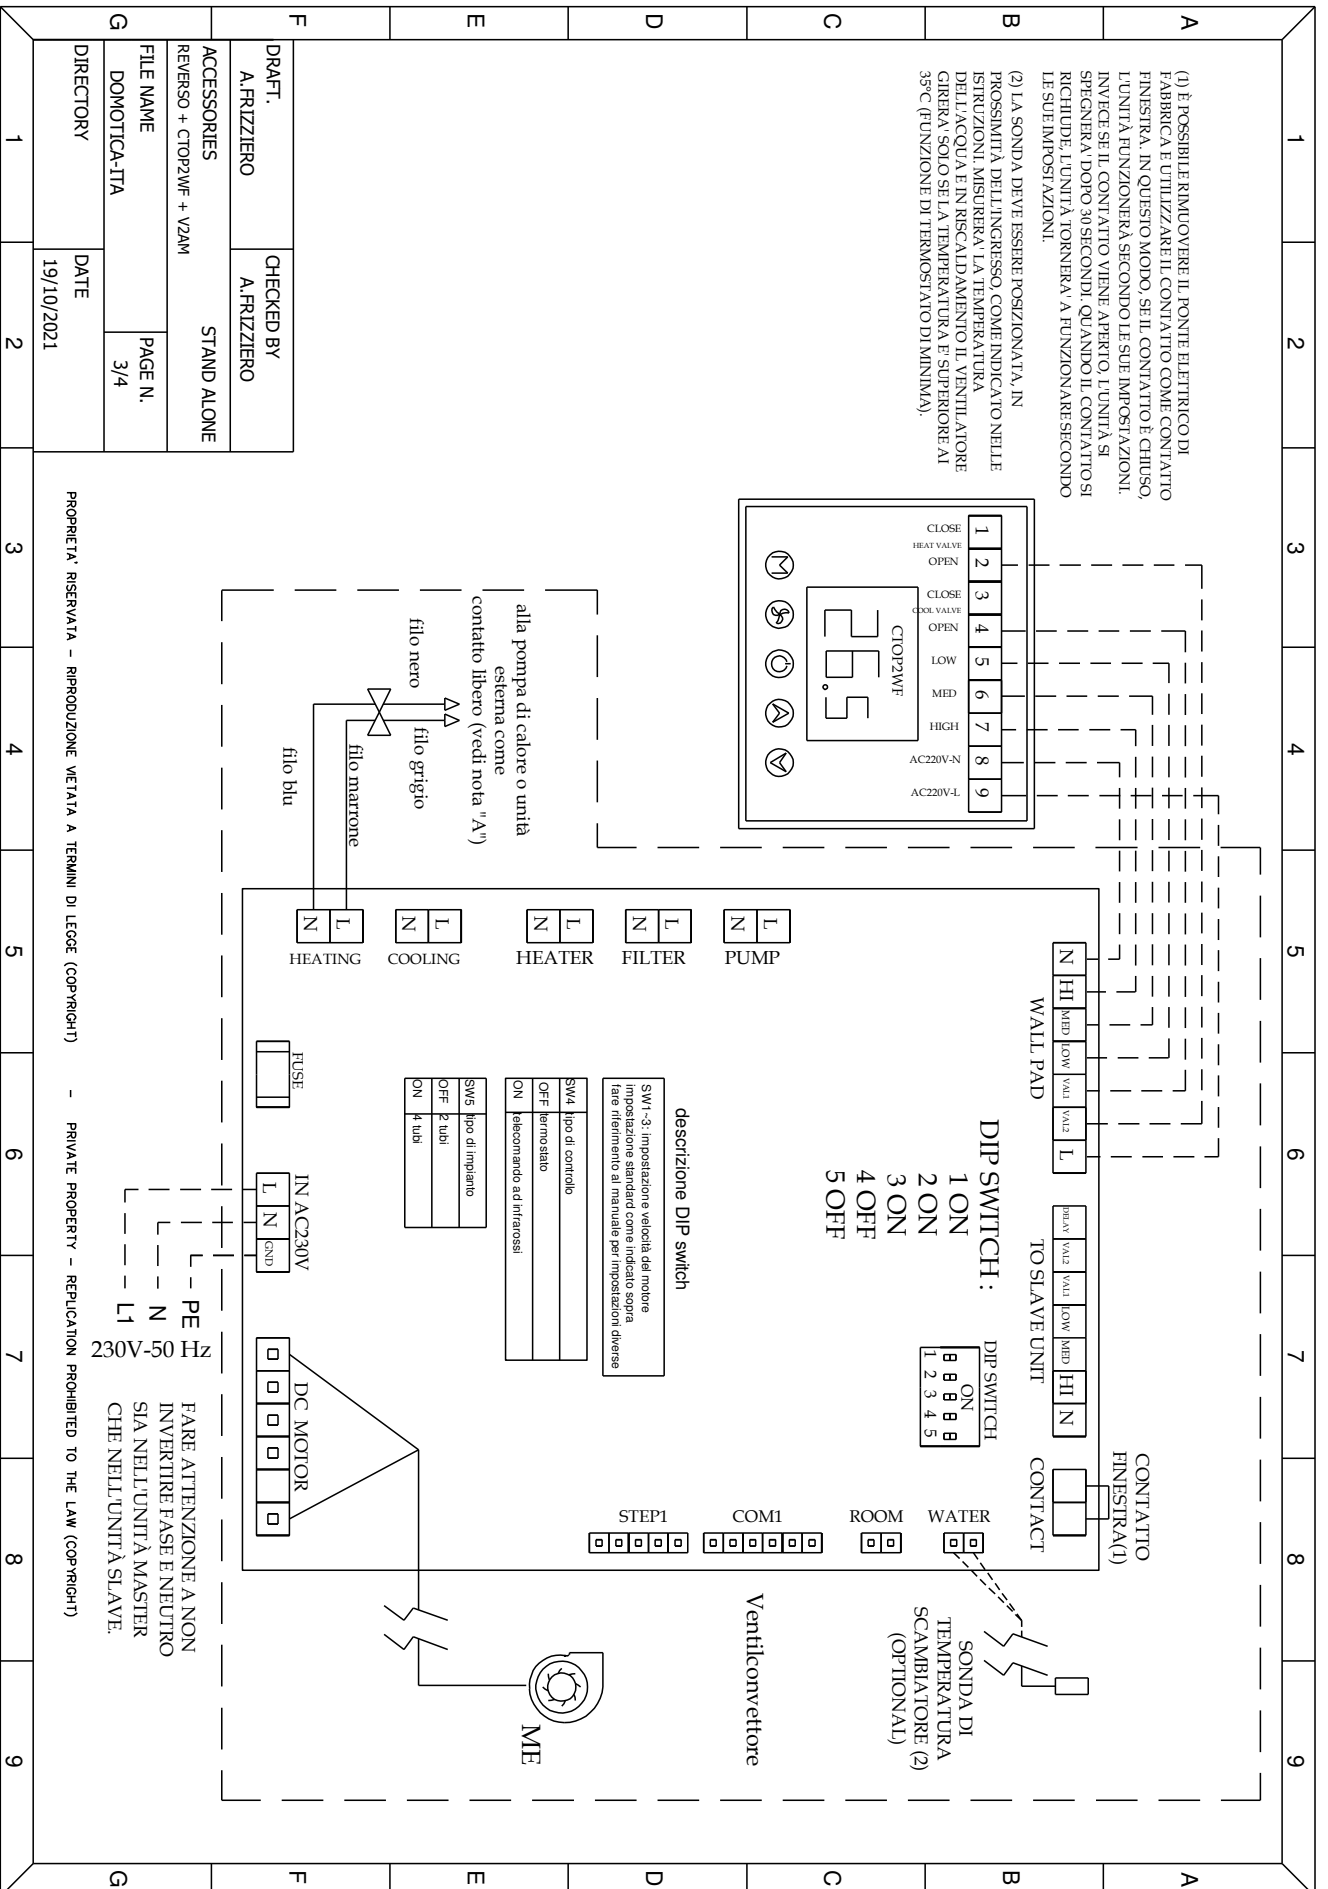 A
B
C
D
E
F
G
1
2
3
4
5
6
7
8
9
(1) È POSSIBILE RIMUOVERE IL PONTE ELETTRICO DI
FABBRICA E UTILIZZARE IL CONTATTO COME CONTATTO
FINESTRA. IN QUESTO MODO, SE IL CONTATTO È CHIUSO,
L'UNITÀ FUNZIONERÀ SECONDO LE SUE IMPOSTAZIONI.
INVECE SE IL CONTATTO VIENE APERTO, L'UNITÀ SI
SPEGNERA' DOPO 30 SECONDI. QUANDO IL CONTATTO SI
RICHIUDE, L'UNITÀ TORNERA' A FUNZIONARE SECONDO
LE SUE IMPOSTAZIONI.
(2) LA SONDA DEVE ESSERE POSIZIONATA, IN
PROSSIMITÀ DELL'INGRESSO, COME INDICATO NELLE
ISTRUZIONI. MISURERA' LA TEMPERATURA
DELL'ACQUA E IN RISCALDAMENTO IL VENTILATORE
GIRERA' SOLO SE LA TEMPERATURA E' SUPERIORE AI
35°C (FUNZIONE DI TERMOSTATO DI MINIMA).
1
2
3
4
5
6
7
8
9
CLOSE
HEAT VALVE
OPEN
CLOSE
COOL VALVE
OPEN
LOW
MED
HIGH
AC220V-N
AC220V-L
CTOP2WF
26.5
M
N
HI
MED
LOW
VAL1
VAL2
L
WALL PAD
DELAY
VAL2
VAL1
LOW
MED
HI
N
TO SLAVE UNIT
CONTACT
CONTATTO
FINESTRA(1)
DIP SWITCH :
1 ON
2 ON
3 ON
4 OFF
5 OFF
DIP SWITCH
ON
1 2 3 4 5
WATER
ROOM
COM1
STEP1
SONDA DI
TEMPERATURA
SCAMBIATORE (2)
(OPTIONAL)
Ventilconvettore
ME
L
N
PUMP
L
N
FILTER
L
N
HEATER
L
N
COOLING
L
N
HEATING
descrizione DIP switch
SW1~3: impostazione velocità del motore
impostazione standard come indicato sopra
fare riferimento al manuale per impostazioni diverse
SW4 tipo di controllo
OFF termostato
ON telecomando ad infrarossi
SW5 tipo di impianto
OFF 2 tubi
ON 4 tubi
FUSE
IN AC230V
L
N
GND
DC MOTOR
PE
N
L1
230V-50 Hz
alla pompa di calore o unità
esterna come
contatto libero (vedi nota "A")
filo nero
filo grigio
filo marrone
filo blu
FARE ATTENZIONE A NON
INVERTIRE FASE E NEUTRO
SIA NELL'UNITÀ MASTER
CHE NELL'UNITÀ SLAVE.
DRAFT.
A.FRIZZIERO
CHECKED BY
A.FRIZZIERO
ACCESSORIES
STAND ALONE
REVERSO + CTOP2WF + V2AM
FILE NAME
DOMOTICA-ITA
PAGE N.
3/4
DIRECTORY
DATE
19/10/2021
PROPRIETA' RISERVATA - RIPRODUZIONE VIETATA A TERMINI DI LEGGE (COPYRIGHT) - PRIVATE PROPERTY - REPLICATION PROHIBITED TO THE LAW (COPYRIGHT)
1
2
3
4
5
6
7
8
9
A
B
C
D
E
F
G